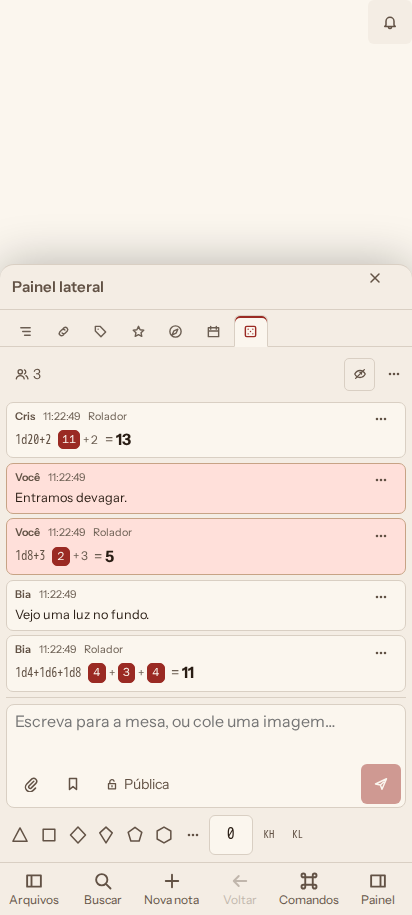 Painel lateral
3
Cris 11:22:49 Rolador
1d20+2 11 +2 =13
Você 11:22:49
Entramos devagar.
Você 11:22:49 Rolador
1d8+3 2 +3 =5
Bia 11:22:49
Vejo uma luz no fundo.
Bia 11:22:49 Rolador
1d4+1d6+1d8 4 + 3 + 4 =11
Escreva para a mesa, ou cole uma imagem…
Pública
0 KH KL
Arquivos Buscar Nova nota Voltar Comandos Painel